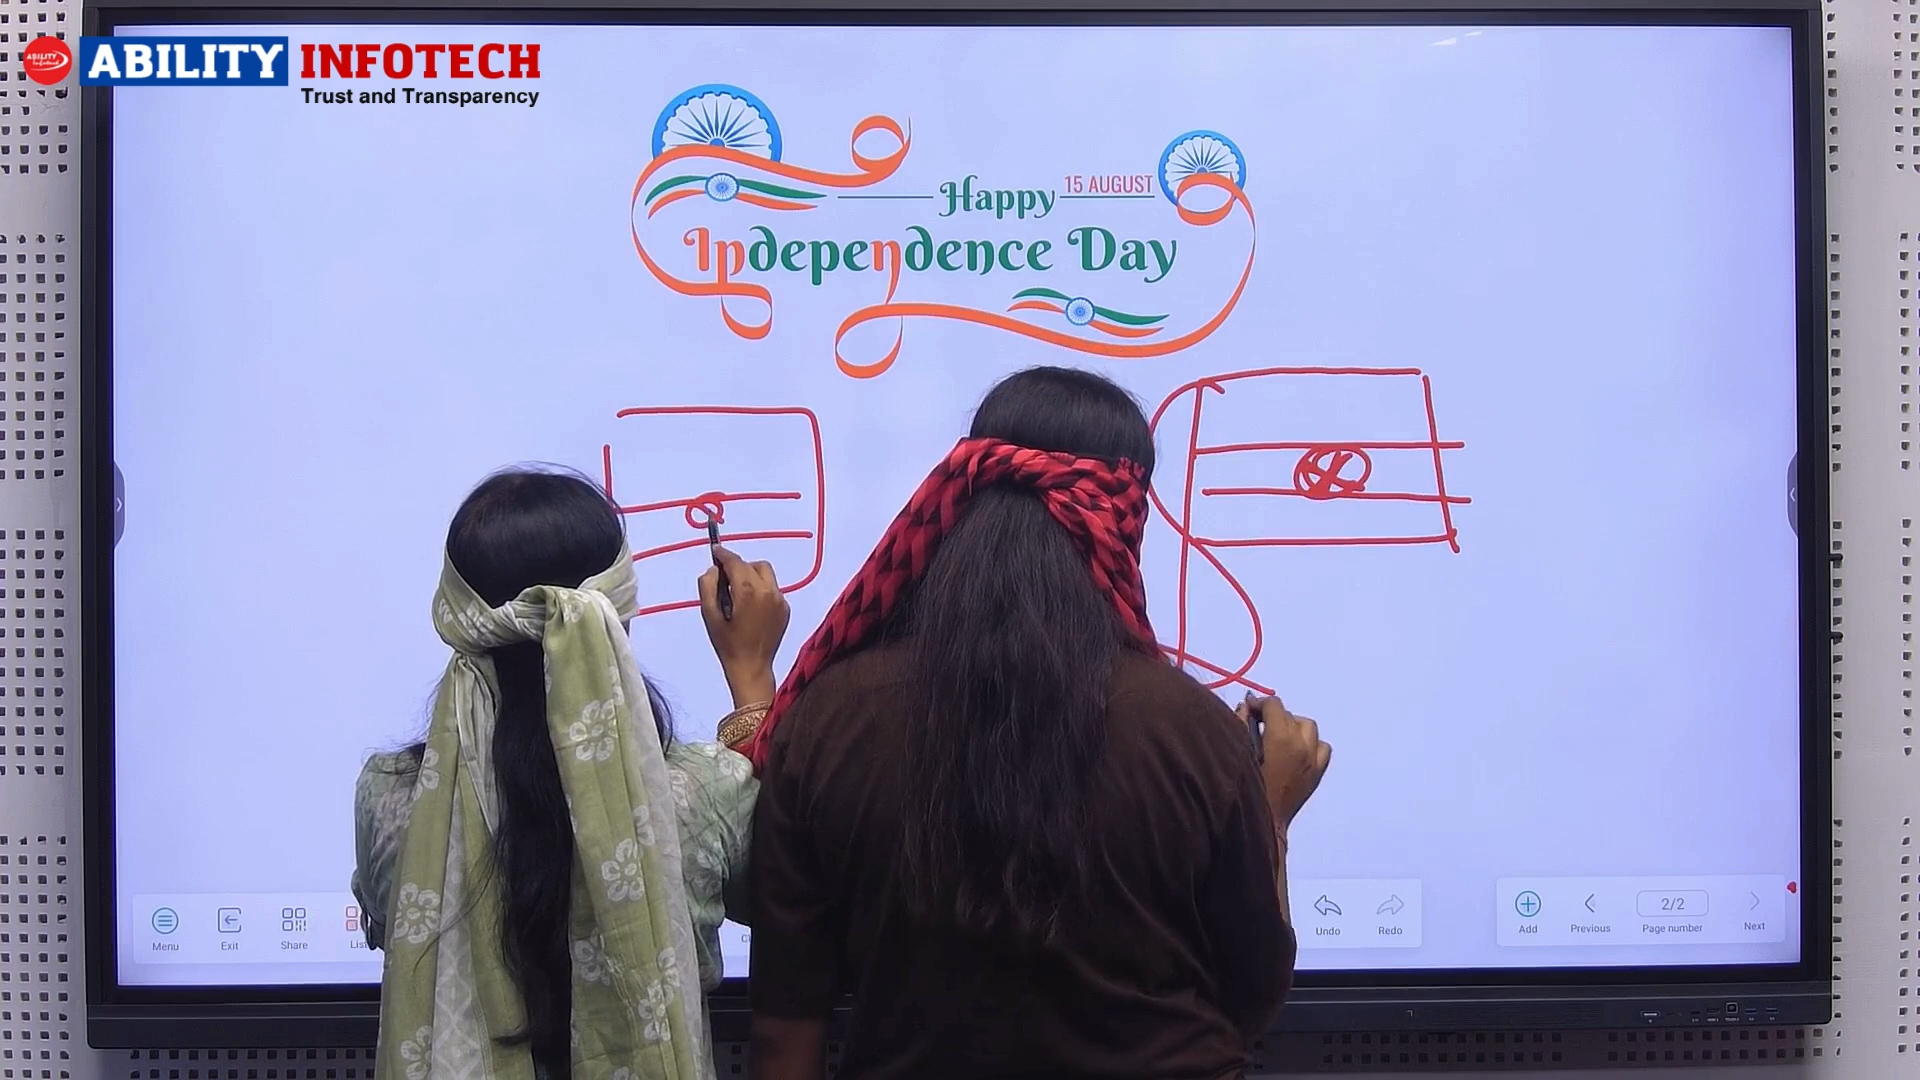 ABILITY INFOTECH
Trust and Transparency
Happy 15 AUGUST
Independence Day
Menu
Exit
Share
List
Undo
Redo
Add
Previous
2/2
Page number
Next